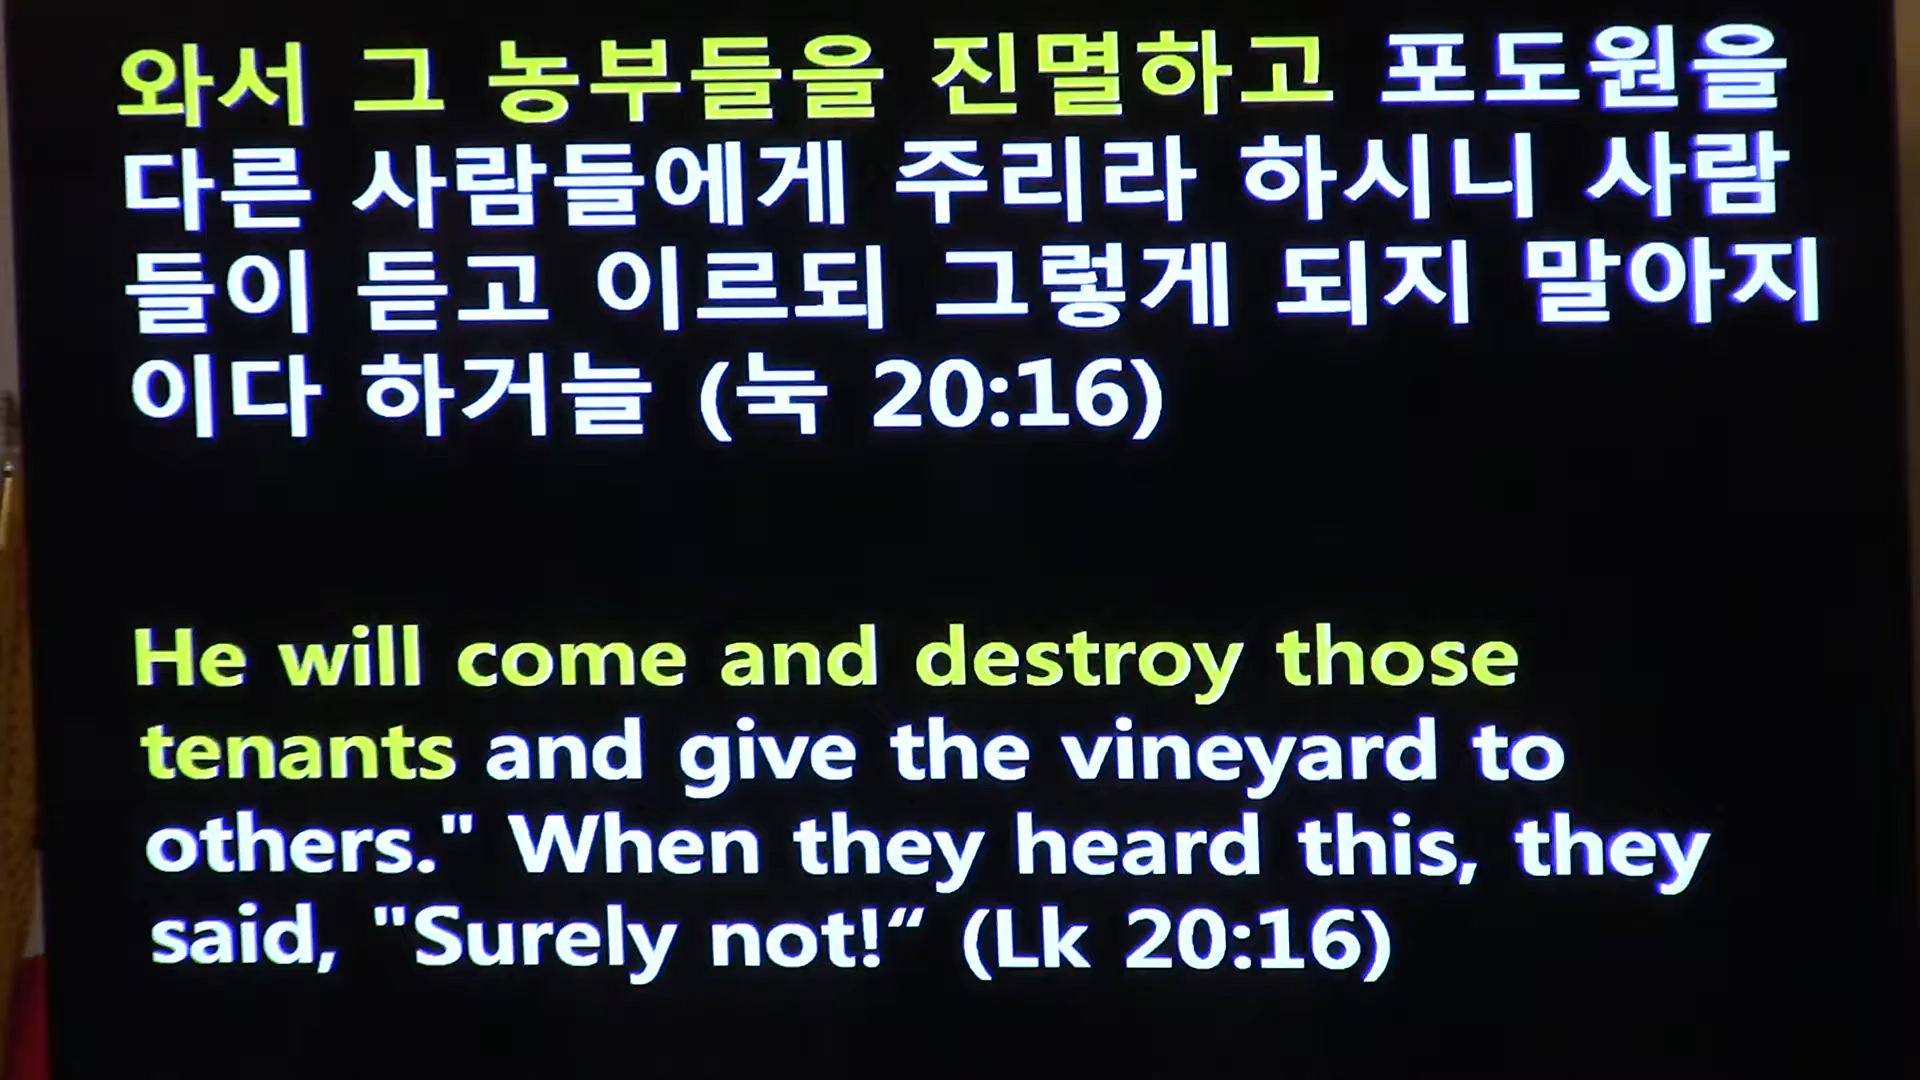 와서 그 농부들을 진멸하고 포도원을
다른 사람들에게 주리라 하시니 사람
들이 듣고 이르되 그렇게 되지 말아지
이다 하거늘 (눅 20:16)
He will come and destroy those
tenants and give the vineyard to
others." When they heard this, they
said, "Surely not!“ (Lk 20:16)